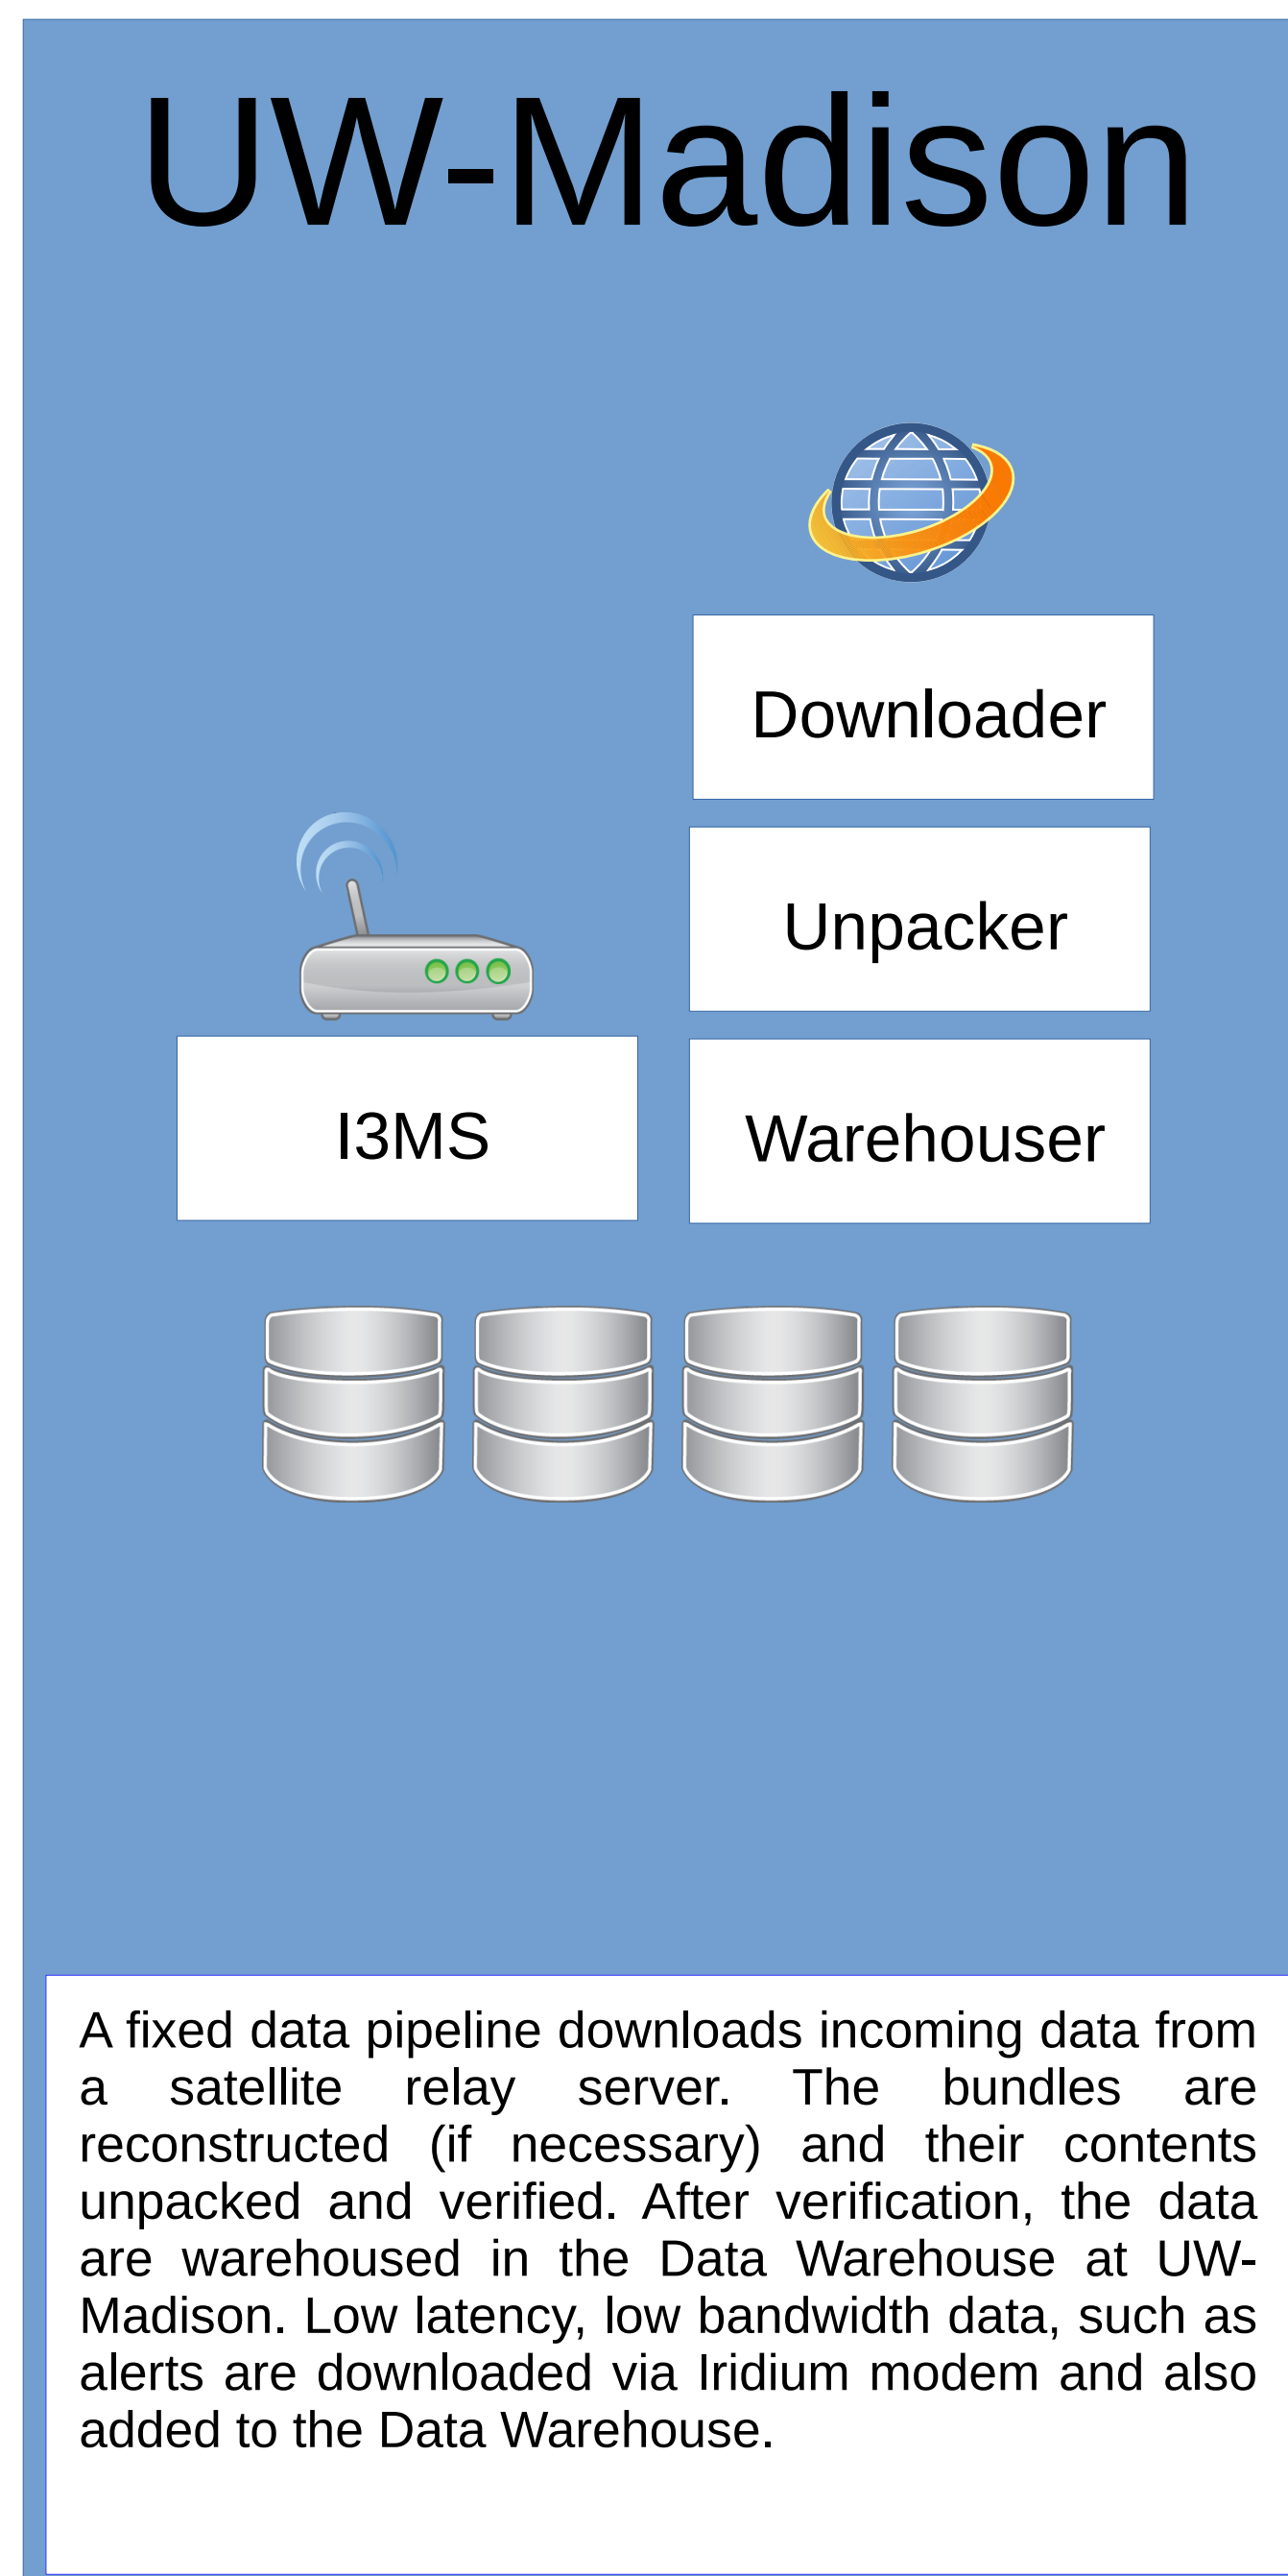 UW-Madison
Downloader
Unpacker
I3MS
Warehouser
A fixed data pipeline downloads incoming data from
a satellite relay server. The bundles are
reconstructed (if necessary) and their contents
unpacked and verified. After verification, the data
are warehoused in the Data Warehouse at UW-
Madison. Low latency, low bandwidth data, such as
alerts are downloaded via Iridium modem and also
added to the Data Warehouse.